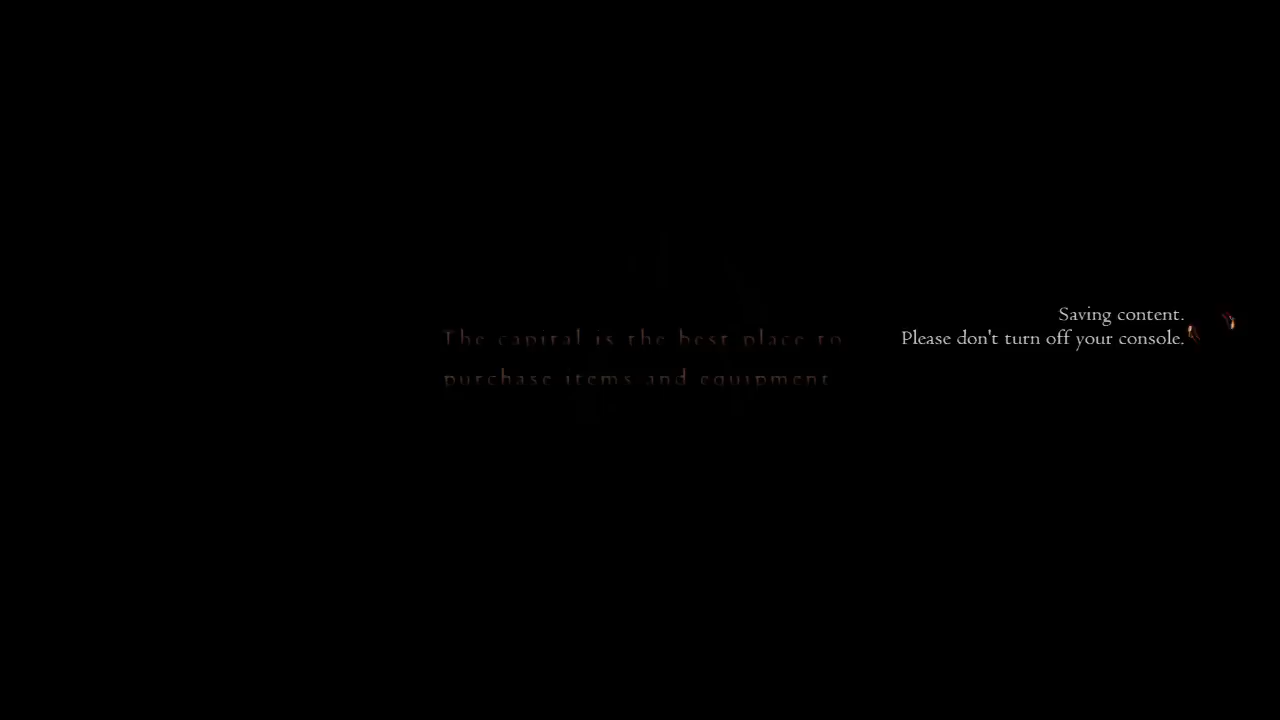 Saving content.
Please don't turn off your console.
The capital is the best place to
purchase items and equipment